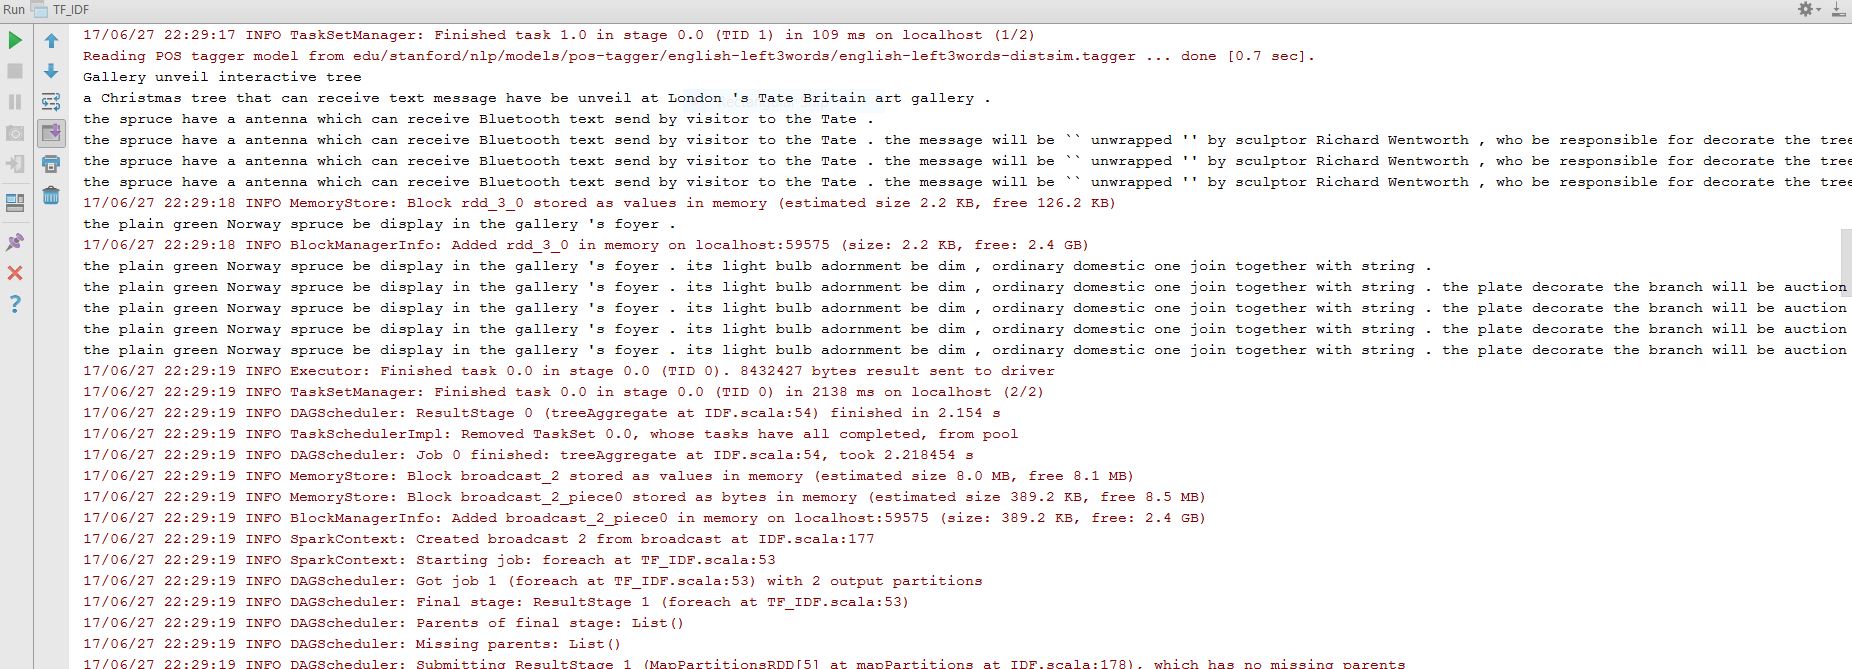 Run TF_IDF
17/06/27 22:29:17 INFO TaskSetManager: Finished task 1.0 in stage 0.0 (TID 1) in 109 ms on localhost (1/2)
Reading POS tagger model from edu/stanford/nlp/models/pos-tagger/english-left3words/english-left3words-distsim.tagger ... done [0.7 sec].
Gallery unveil interactive tree
a Christmas tree that can receive text message have be unveil at London 's Tate Britain art gallery .
the spruce have a antenna which can receive Bluetooth text send by visitor to the Tate .
the spruce have a antenna which can receive Bluetooth text send by visitor to the Tate . the message will be `` unwrapped '' by sculptor Richard Wentworth , who be responsible for decorate the tree
the spruce have a antenna which can receive Bluetooth text send by visitor to the Tate . the message will be `` unwrapped '' by sculptor Richard Wentworth , who be responsible for decorate the tree
the spruce have a antenna which can receive Bluetooth text send by visitor to the Tate . the message will be `` unwrapped '' by sculptor Richard Wentworth , who be responsible for decorate the tree
17/06/27 22:29:18 INFO MemoryStore: Block rdd_3_0 stored as values in memory (estimated size 2.2 KB, free 126.2 KB)
the plain green Norway spruce be display in the gallery 's foyer .
17/06/27 22:29:18 INFO BlockManagerInfo: Added rdd_3_0 in memory on localhost:59575 (size: 2.2 KB, free: 2.4 GB)
the plain green Norway spruce be display in the gallery 's foyer . its light bulb adornment be dim , ordinary domestic one join together with string .
the plain green Norway spruce be display in the gallery 's foyer . its light bulb adornment be dim , ordinary domestic one join together with string . the plate decorate the branch will be auction
the plain green Norway spruce be display in the gallery 's foyer . its light bulb adornment be dim , ordinary domestic one join together with string . the plate decorate the branch will be auction
the plain green Norway spruce be display in the gallery 's foyer . its light bulb adornment be dim , ordinary domestic one join together with string . the plate decorate the branch will be auction
the plain green Norway spruce be display in the gallery 's foyer . its light bulb adornment be dim , ordinary domestic one join together with string . the plate decorate the branch will be auction
17/06/27 22:29:19 INFO Executor: Finished task 0.0 in stage 0.0 (TID 0). 8432427 bytes result sent to driver
17/06/27 22:29:19 INFO TaskSetManager: Finished task 0.0 in stage 0.0 (TID 0) in 2138 ms on localhost (2/2)
17/06/27 22:29:19 INFO DAGScheduler: ResultStage 0 (treeAggregate at IDF.scala:54) finished in 2.154 s
17/06/27 22:29:19 INFO TaskSchedulerImpl: Removed TaskSet 0.0, whose tasks have all completed, from pool
17/06/27 22:29:19 INFO DAGScheduler: Job 0 finished: treeAggregate at IDF.scala:54, took 2.218454 s
17/06/27 22:29:19 INFO MemoryStore: Block broadcast_2 stored as values in memory (estimated size 8.0 MB, free 8.1 MB)
17/06/27 22:29:19 INFO MemoryStore: Block broadcast_2_piece0 stored as bytes in memory (estimated size 389.2 KB, free 8.5 MB)
17/06/27 22:29:19 INFO BlockManagerInfo: Added broadcast_2_piece0 in memory on localhost:59575 (size: 389.2 KB, free: 2.4 GB)
17/06/27 22:29:19 INFO SparkContext: Created broadcast 2 from broadcast at IDF.scala:177
17/06/27 22:29:19 INFO SparkContext: Starting job: foreach at TF_IDF.scala:53
17/06/27 22:29:19 INFO DAGScheduler: Got job 1 (foreach at TF_IDF.scala:53) with 2 output partitions
17/06/27 22:29:19 INFO DAGScheduler: Final stage: ResultStage 1 (foreach at TF_IDF.scala:53)
17/06/27 22:29:19 INFO DAGScheduler: Parents of final stage: List()
17/06/27 22:29:19 INFO DAGScheduler: Missing parents: List()
17/06/27 22:29:19 INFO DAGScheduler: Submitting ResultStage 1 (MapPartitionsRDD[5] at mapPartitions at IDF.scala:178), which has no missing parents